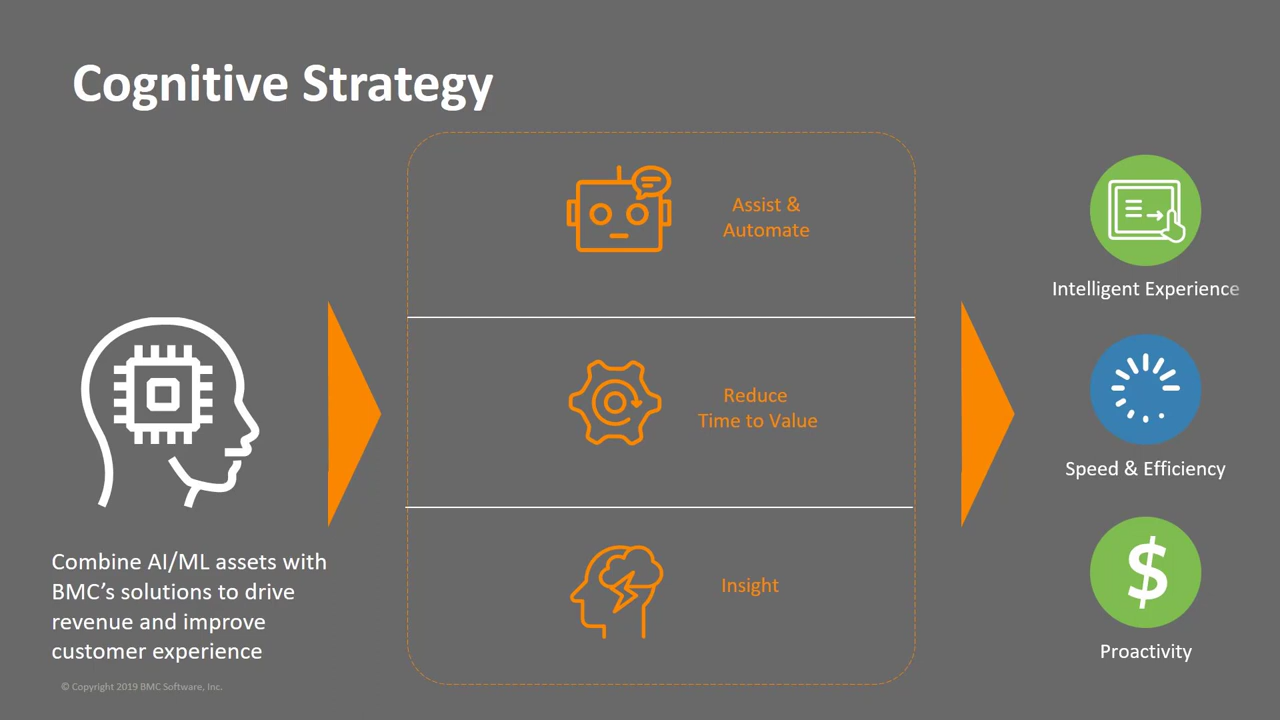 Cognitive Strategy
Combine AI/ML assets with
BMC's solutions to drive
revenue and improve
customer experience
Assist &
Automate
Reduce
Time to Value
Insight
Intelligent Experience
Speed & Efficiency
$
Proactivity
© Copyright 2019 BMC Software, Inc.